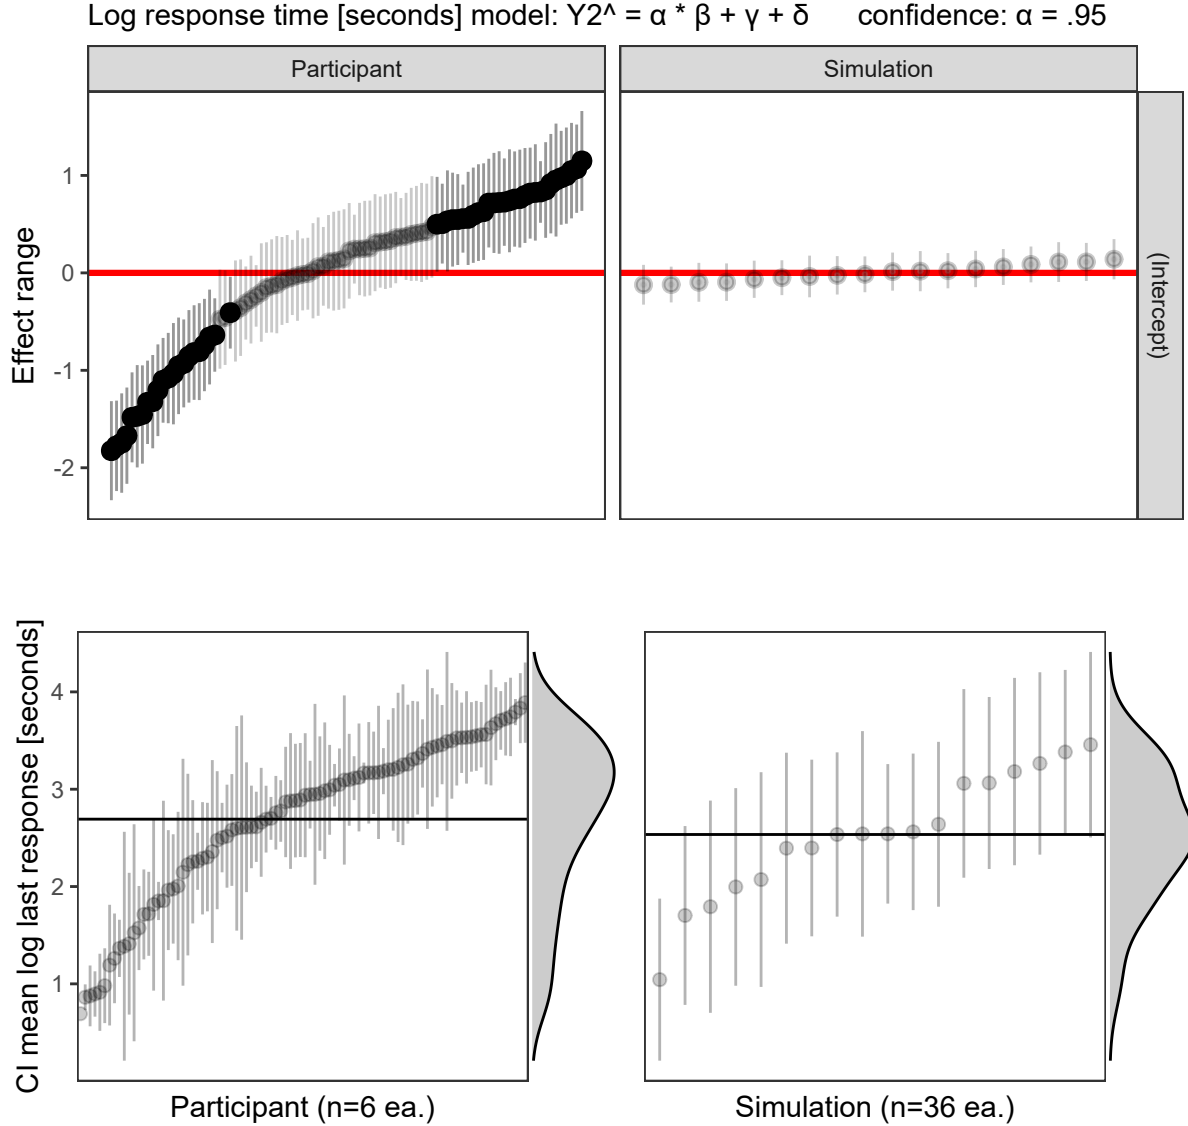 Log response time [seconds] model: Y2^ = α * β + γ + δ confidence: α = .95
Participant
Simulation
Effect range
1
0
-1
-2
(Intercept)
CI mean log last response [seconds]
4
3
2
1
Participant (n=6 ea.)
Simulation (n=36 ea.)